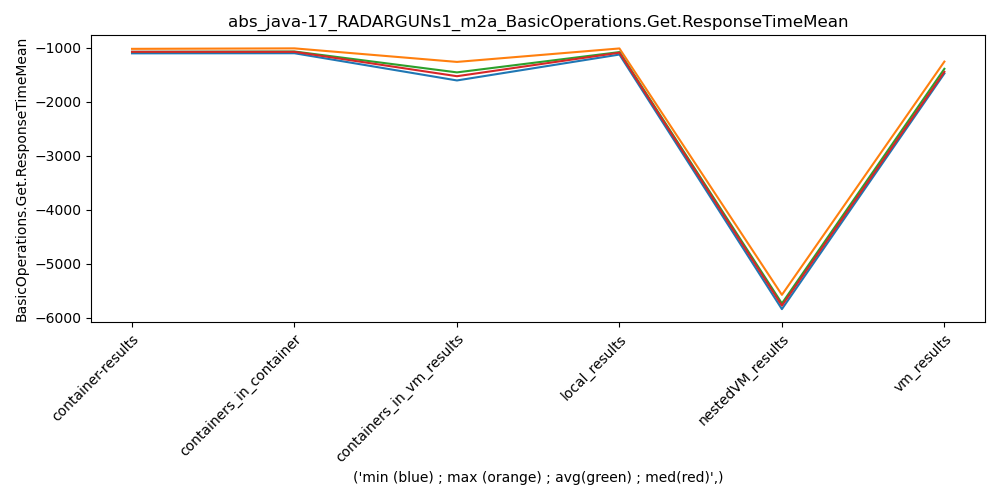 abs_java-17_RADARGUNs1_m2a_BasicOperations.Get.ResponseTimeMean
BasicOperations.Get.ResponseTimeMean
−1000
−2000
−3000
−4000
−5000
−6000
container-results
containers_in_container
containers_in_vm_results
local_results
nestedVM_results
vm_results
('min (blue) ; max (orange) ; avg(green) ; med(red)',)